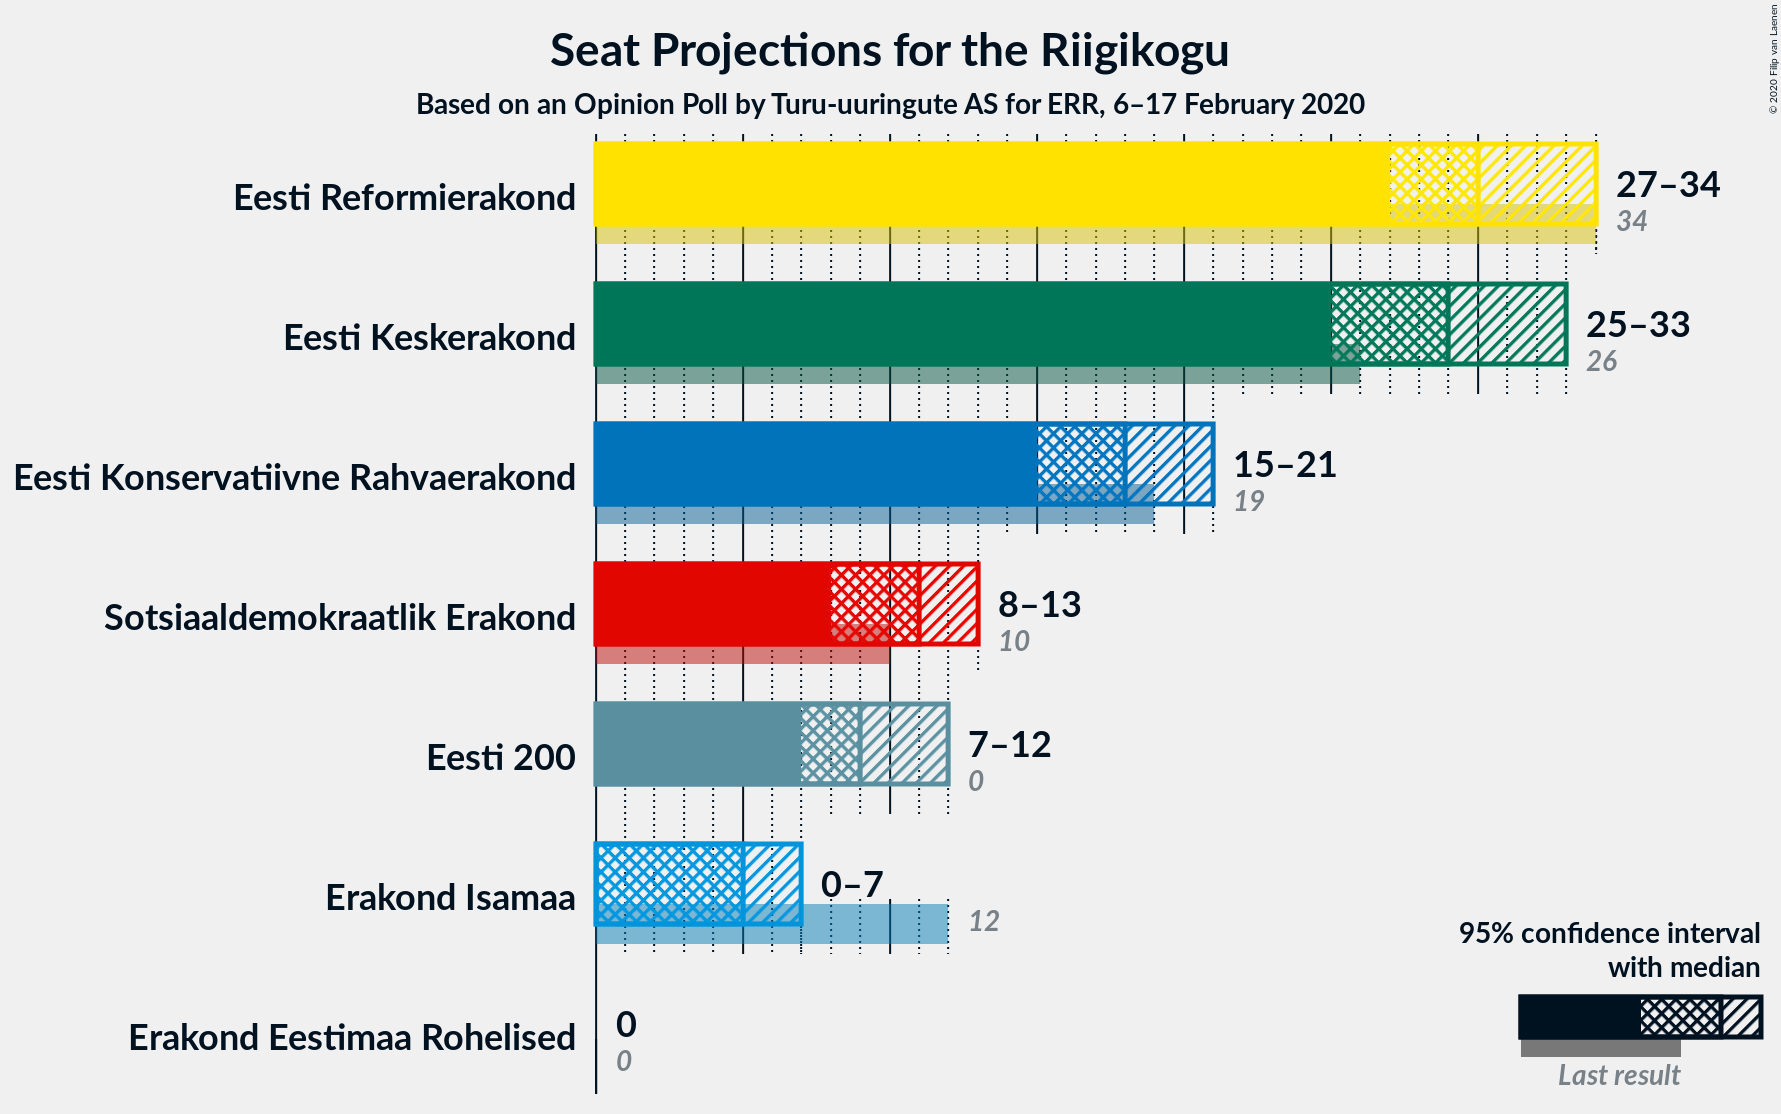 Seat Projections for the Riigikogu
Based on an Opinion Poll by Turu-uuringute AS for ERR, 6–17 February 2020
© 2020 Filip van Laenen
Eesti Reformierakond
27–34
34
Eesti Keskerakond
25–33
26
Eesti Konservatiivne Rahvaerakond
15–21
19
Sotsiaaldemokraatlik Erakond
8–13
10
Eesti 200
7–12
0
Erakond Isamaa
0–7
12
Erakond Eestimaa Rohelised
0
0
95% confidence interval
with median
Last result